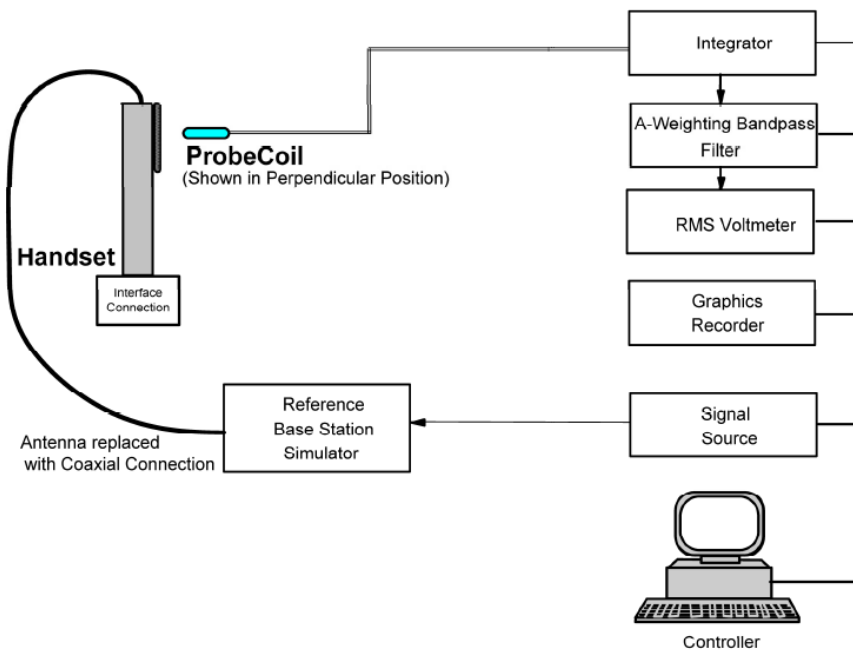 Integrator
A-Weighting Bandpass
Filter
RMS Voltmeter
Graphics
Recorder
Signal
Source
Controller
ProbeCoil
(Shown in Perpendicular Position)
Handset
Interface
Connection
Reference
Base Station
Simulator
Antenna replaced
with Coaxial Connection